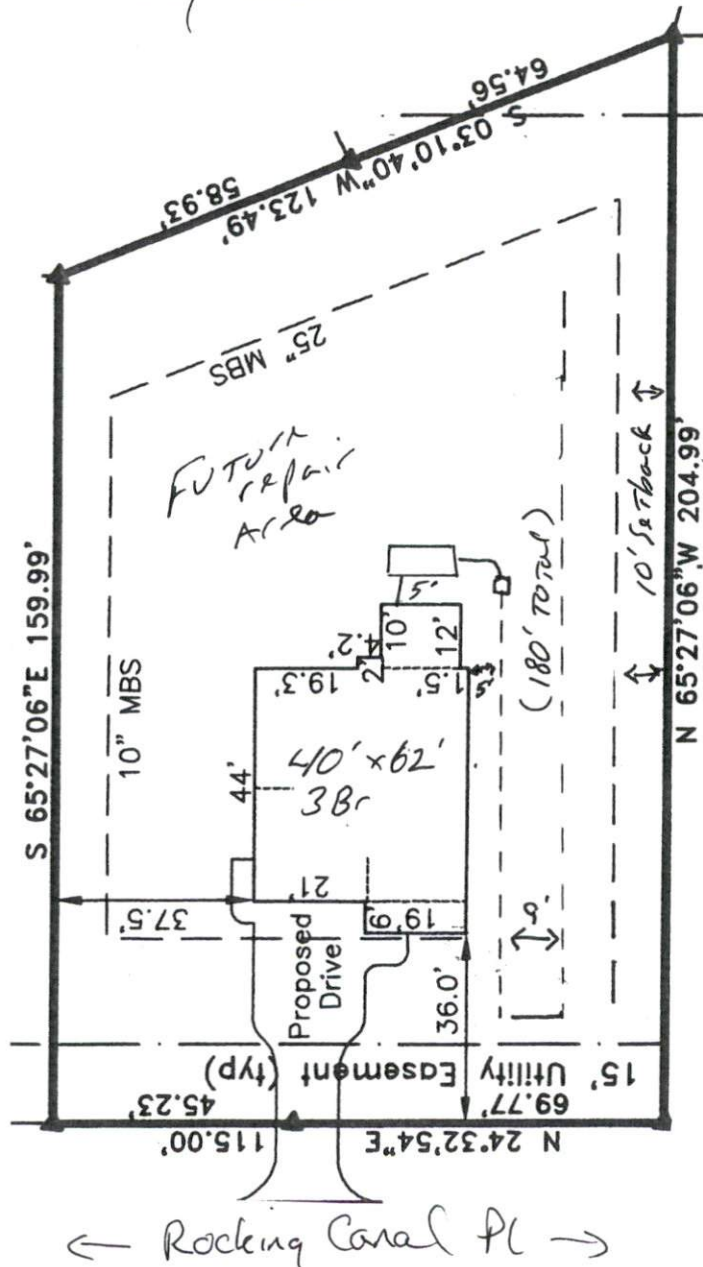 S 65°27'06"E 159.99'
58.93'
S 03°10'40"W 123.49'
64.56'
10" MBS
25" MBS
Future
repair
Area
37.5'
44'
19.3'
4.2'
2'
10'
5'
12'
1.5'
5'
40' x 62'
3 Br
21'
6'
19'
Proposed
Drive
36.0'
(180' Total)
9'
10' Setback
15' Utility Easement (typ)
45.23'
69.77'
115.00'
N 24°32'54"E
N 65°27'06"W 204.99'
← Rocking Canal Pl →